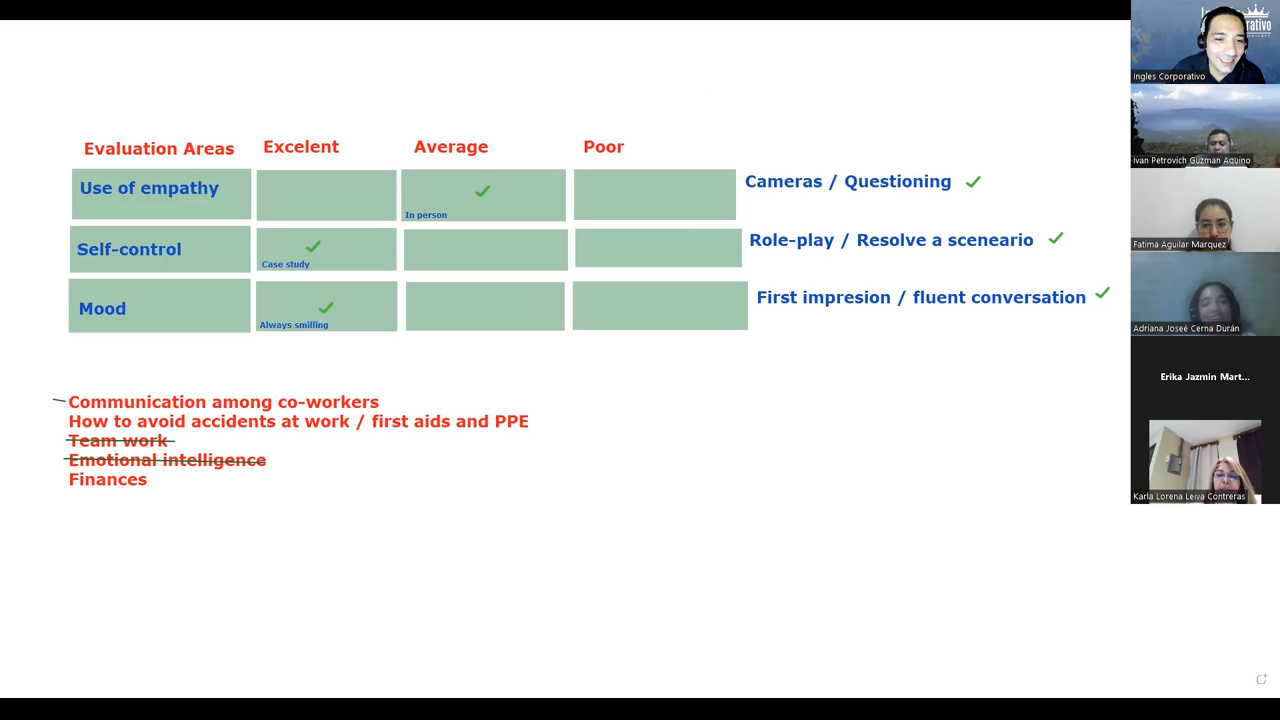 Evaluation Areas Excelent Average Poor
Use of empathy In person Cameras / Questioning
Self-control Case study Role-play / Resolve a sceneario
Mood Always smilling First impresion / fluent conversation
Communication among co-workers
How to avoid accidents at work / first aids and PPE
Team work
Emotional intelligence
Finances
Ingles Corporativo
Ivan Petrovich Guzman Aquino
Fatima Aguilar Marquez
Adriana Joseé Cerna Durán
Erika Jazmin Mart...
Karla Lorena Leiva Contreras